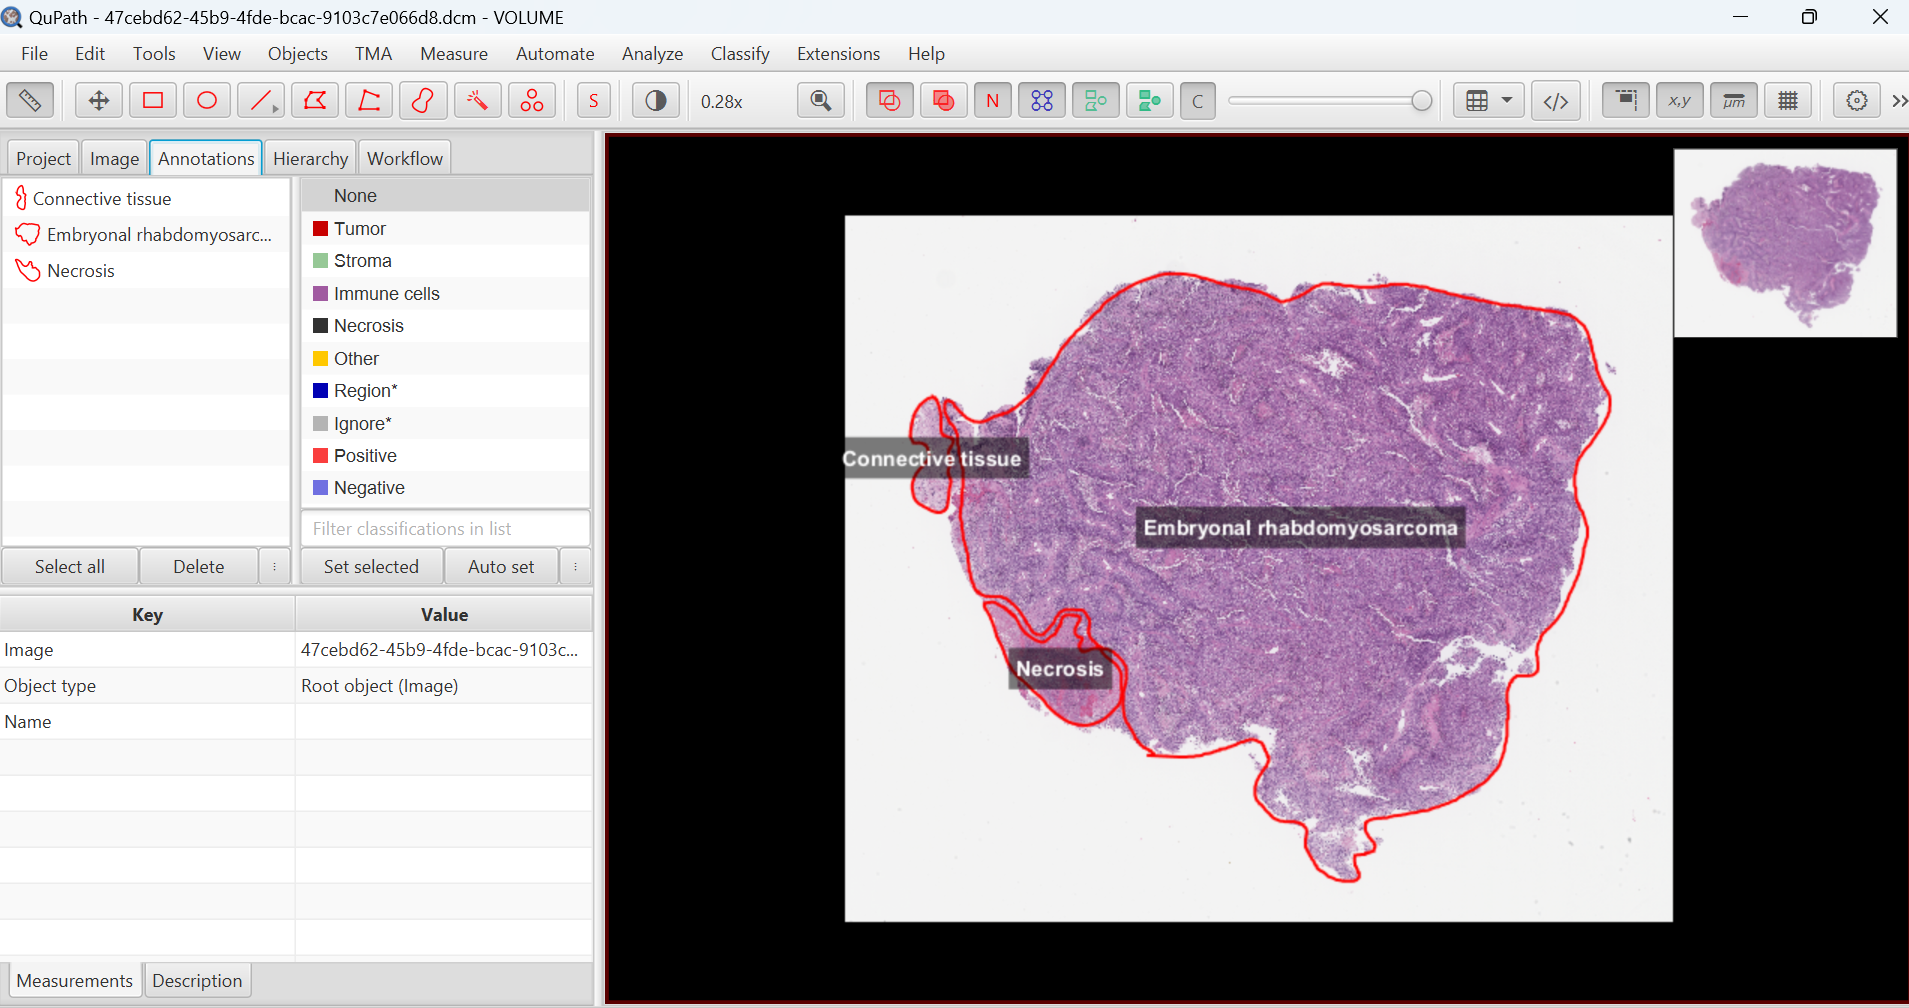 QuPath - 47cebd62-45b9-4fde-bcac-9103c7e066d8.dcm - VOLUME
File Edit Tools View Objects TMA Measure Automate Analyze Classify Extensions Help
S 0.28x N C x,y μm
Project Image Annotations Hierarchy Workflow
Connective tissue
Embryonal rhabdomyosarc...
Necrosis
None
Tumor
Stroma
Immune cells
Necrosis
Other
Region*
Ignore*
Positive
Negative
Filter classifications in list
Select all Delete Set selected Auto set
Key Value
Image 47cebd62-45b9-4fde-bcac-9103c...
Object type Root object (Image)
Name
Measurements Description
Connective tissue
Embryonal rhabdomyosarcoma
Necrosis